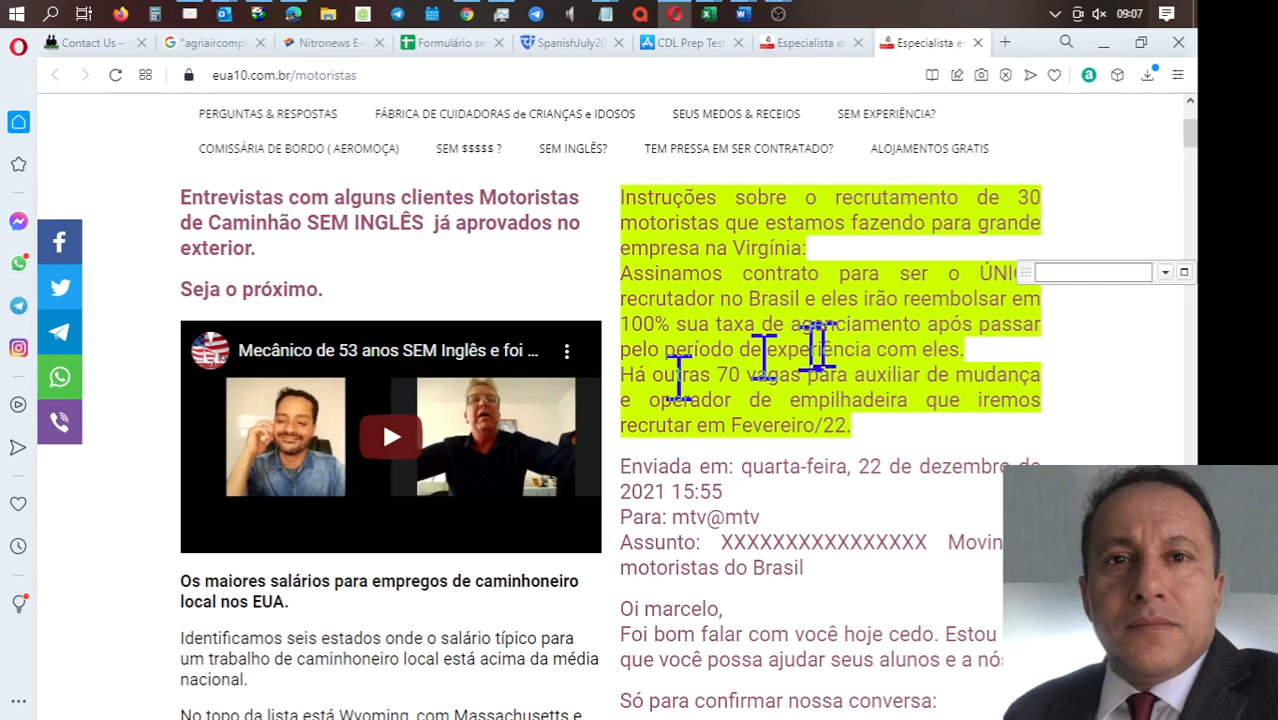 09:07
Contact Us –
"agriaircompl
Nitronews E-r
Formulário se
SpanishJuly20
CDL Prep Test
Especialista e
Especialista e
eua10.com.br/motoristas
PERGUNTAS & RESPOSTAS
FÁBRICA DE CUIDADORAS de CRIANÇAS e IDOSOS
SEUS MEDOS & RECEIOS
SEM EXPERIÊNCIA?
COMISSÁRIA DE BORDO ( AEROMOÇA)
SEM $$$$$ ?
SEM INGLÊS?
TEM PRESSA EM SER CONTRATADO?
ALOJAMENTOS GRATIS
Entrevistas com alguns clientes Motoristas
de Caminhão SEM INGLÊS já aprovados no
exterior.
Seja o próximo.
Mecânico de 53 anos SEM Inglês e foi ...
Os maiores salários para empregos de caminhoneiro
local nos EUA.
Identificamos seis estados onde o salário típico para
um trabalho de caminhoneiro local está acima da média
nacional.
No topo da lista está Wyoming, com Massachusetts e
Instruções sobre o recrutamento de 30
motoristas que estamos fazendo para grande
empresa na Virgínia:
Assinamos contrato para ser o ÚNIC
recrutador no Brasil e eles irão reembolsar em
100% sua taxa de agenciamento após passar
pelo período de experiência com eles.
Há outras 70 vagas para auxiliar de mudança
e operador de empilhadeira que iremos
recrutar em Fevereiro/22.
Enviada em: quarta-feira, 22 de dezembro de
2021 15:55
Para: mtv@mtv
Assunto: XXXXXXXXXXXXXXXX Movin
motoristas do Brasil
Oi marcelo,
Foi bom falar com você hoje cedo. Estou
que você possa ajudar seus alunos e a nós
Só para confirmar nossa conversa: